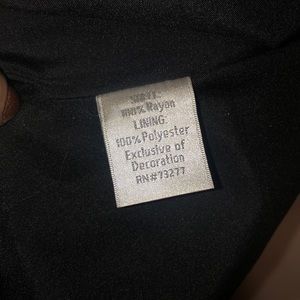 100% Rayon
LINING:
100% Polyester
Exclusive of
Decoration
RN#73277